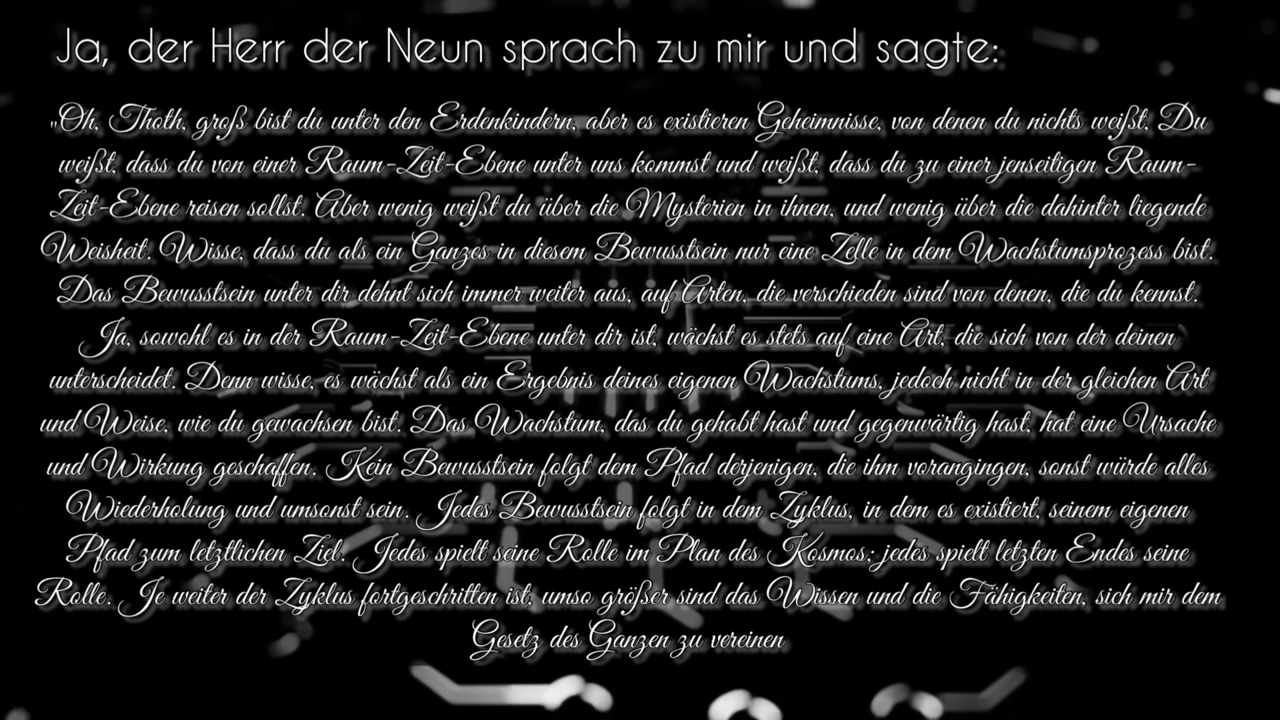 Ja, der Herr der Neun sprach zu mir und sagte:
„Oh, Thoth, groß bist du unter den Erdenkindern, aber es existieren Geheimnisse, von denen du nichts weißt, Du
weißt, dass du von einer Raum-Zeit-Ebene unter uns kommst und weißt, dass du zu einer jenseitigen Raum-
Zeit-Ebene reisen sollst. Aber wenig weißt du über die Mysterien in ihnen, und wenig über die dahinter liegende
Weisheit. Wisse, dass du als ein Ganzes in diesem Bewusstsein nur eine Zelle in dem Wachstumsprozess bist.
Das Bewusstsein unter dir dehnt sich immer weiter aus, auf Arten, die verschieden sind von denen, die du kennst.
Ja, sowohl es in der Raum-Zeit-Ebene unter dir ist, wächst es stets auf eine Art, die sich von der deinen
unterscheidet. Denn wisse, es wächst als ein Ergebnis deines eigenen Wachstums, jedoch nicht in der gleichen Art
und Weise, wie du gewachsen bist. Das Wachstum, das du gehabt hast und gegenwärtig hast, hat eine Ursache
und Wirkung geschaffen. Kein Bewusstsein folgt dem Pfad derjenigen, die ihm vorangingen, sonst würde alles
Wiederholung und umsonst sein. Jedes Bewusstsein folgt in dem Zyklus, in dem es existiert, seinem eigenen
Pfad zum letztlichen Ziel. Jedes spielt seine Rolle im Plan des Kosmos; jedes spielt letzten Endes seine
Rolle. Je weiter der Zyklus fortgeschritten ist, umso größer sind das Wissen und die Fähigkeiten, sich mir dem
Gesetz des Ganzen zu vereinen